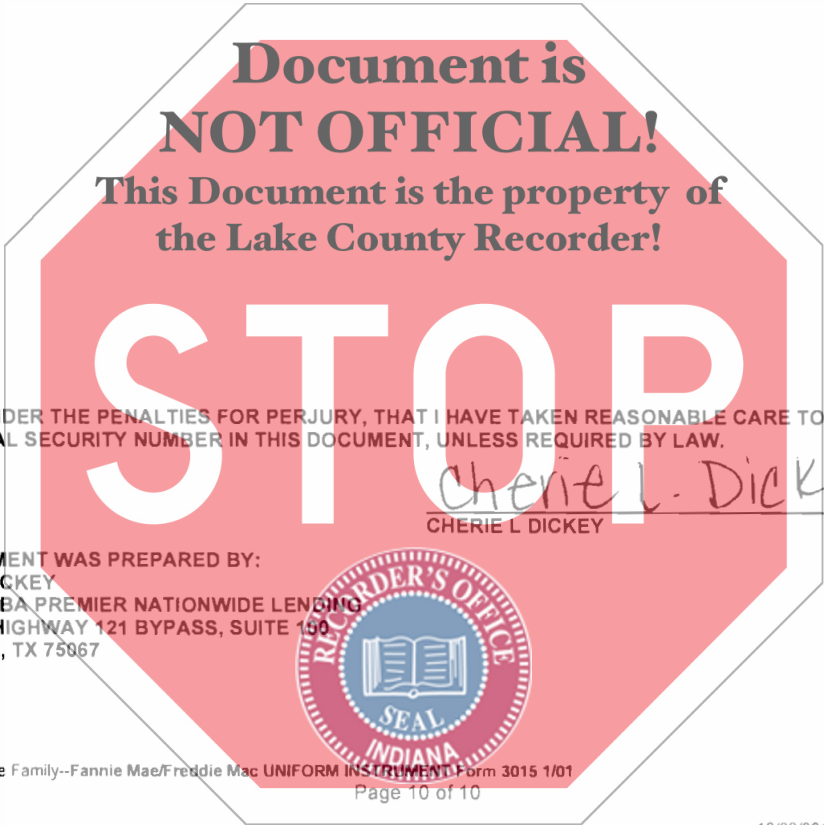 Document is
NOT OFFICIAL!
This Document is the property of
the Lake County Recorder!
STOP
DER THE PENALTIES FOR PERJURY, THAT I HAVE TAKEN REASONABLE CARE TO
L SECURITY NUMBER IN THIS DOCUMENT, UNLESS REQUIRED BY LAW.
Cherie L. Dick
CHERIE L DICKEY
MENT WAS PREPARED BY:
CKEY
BA PREMIER NATIONWIDE LENDING
HIGHWAY 121 BYPASS, SUITE 100
, TX 75067
RECORDER'S OFFICE
SEAL
INDIANA
e Family--Fannie Mae/Freddie Mac UNIFORM INSTRUMENT Form 3015 1/01
Page 10 of 10